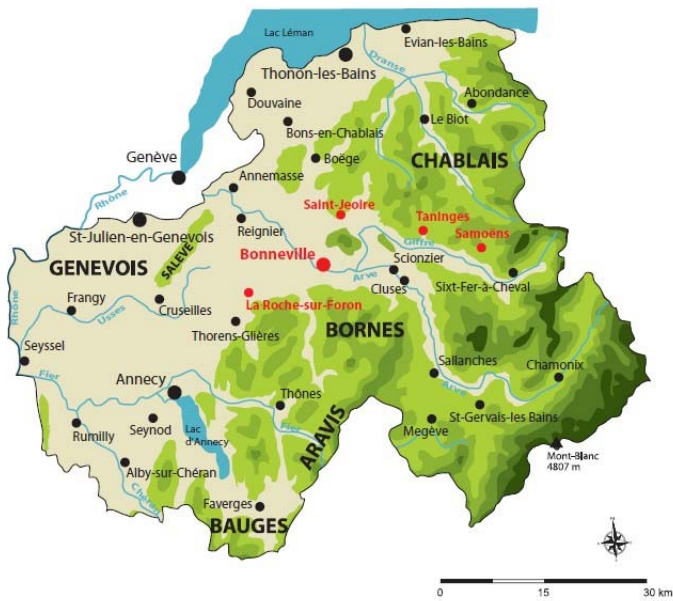 Lac Léman
Evian-les-Bains
Thonon-les-Bains
Dranse
Douvaine
Abondance
Le Biot
Bons-en-Chablais
Genève
Boëge
CHABLAIS
Annemasse
Rhône
Saint-Jeoire
Taninges
St-Julien-en-Genevois
Reignier
Giffre
Samoëns
SALEVE
Bonneville
GENEVOIS
Arve
Scionzier
Cluses
Sixt-Fer-à-Cheval
Rhône
Frangy
Usses
Cruseilles
La Roche-sur-Foron
Thorens-Glières
BORNES
Seyssel
Fier
Sallanches
Chamonix
Annecy
Arve
Thônes
Rumilly
Seynod
Lac
d'Annecy
Fier
ARAVIS
Megève
St-Gervais-les Bains
Mont-Blanc
4807 m
Alby-sur-Chéran
Chéran
Faverges
BAUGES
0 15 30 km